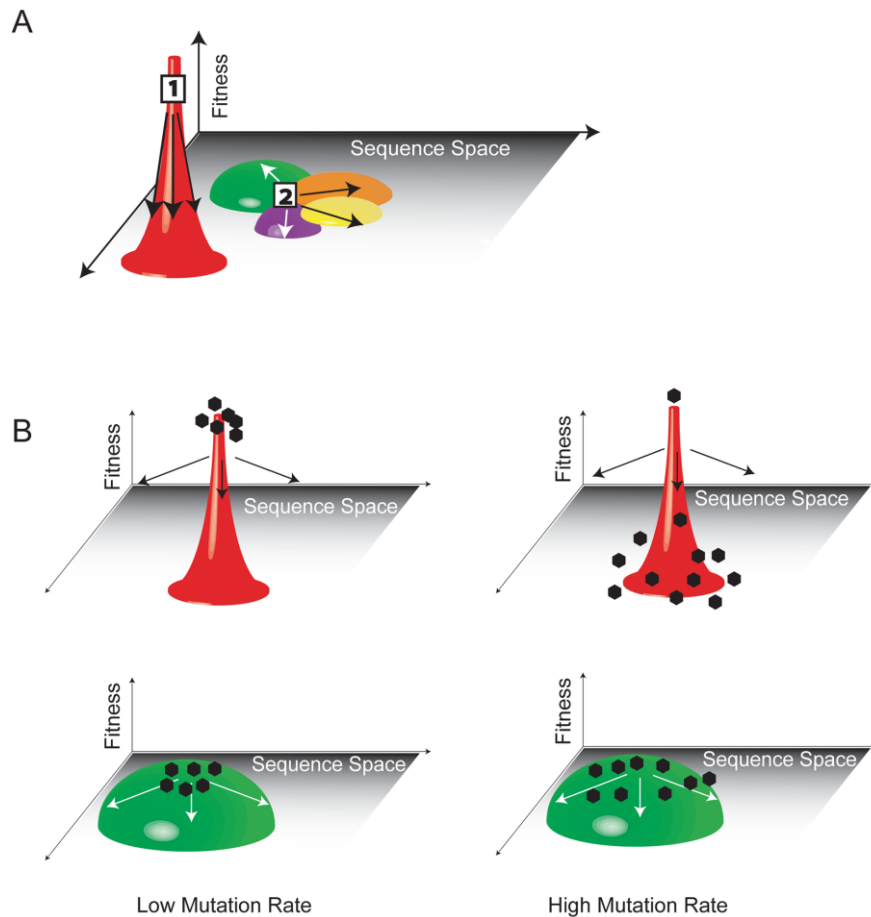 A
Fitness
1
Sequence Space
2
B
Fitness
Sequence Space
Fitness
Sequence Space
Fitness
Sequence Space
Fitness
Sequence Space
Low Mutation Rate
High Mutation Rate